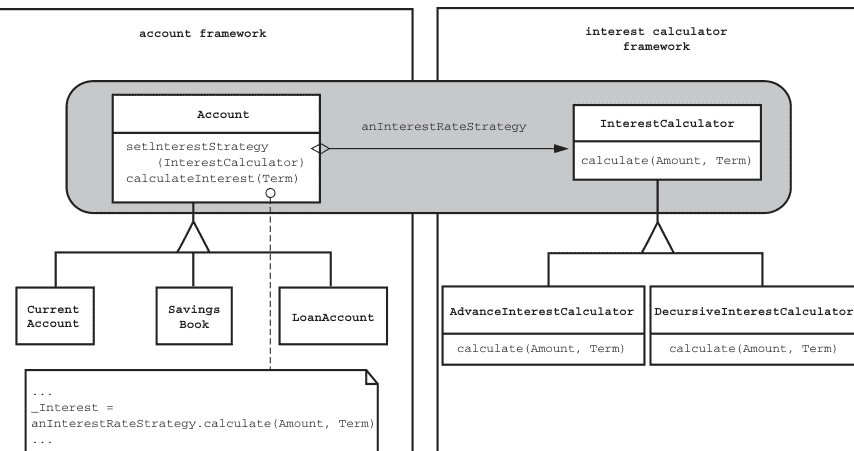 account framework
interest calculator
framework
Account
setlnterestStrategy
(InterestCalculator)
calculateInterest(Term)
anInterestRateStrategy
InterestCalculator
calculate(Amount, Term)
Current
Account
Savings
Book
LoanAccount
AdvanceInterestCalculator
calculate(Amount, Term)
DecursiveInterestCalculator
calculate(Amount, Term)
...
_Interest =
anInterestRateStrategy.calculate(Amount, Term)
...